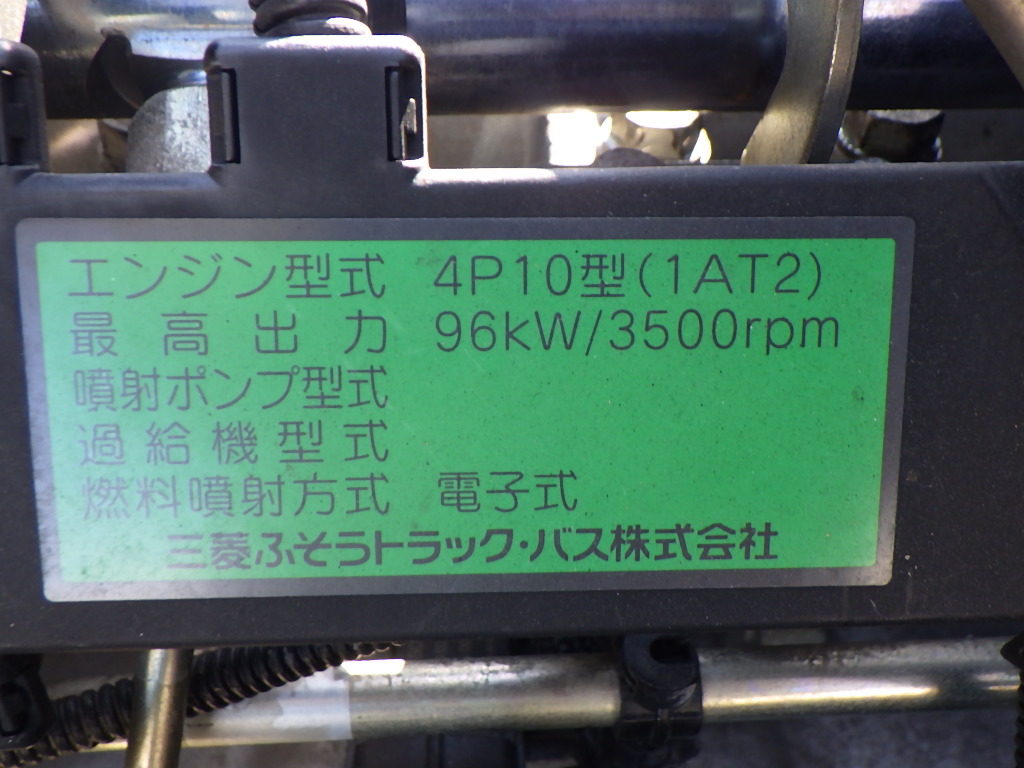 エンジン型式 4P10型(1AT2)
最高出力 96kW/3500rpm
噴射ポンプ型式
過給機型式
燃料噴射方式 電子式
三菱ふそうトラック・バス株式会社